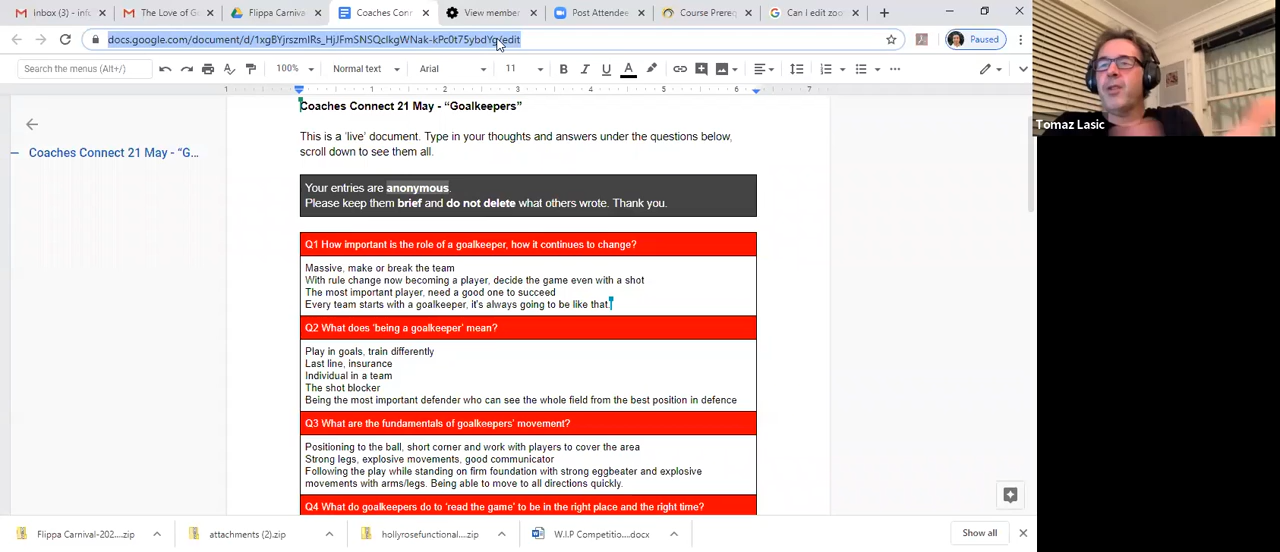 Inbox (3) - info
The Love of G
Flippa Carniva
Coaches Conn
View member
Post Attendee
Course Prereq
Can I edit zoo
docs.google.com/document/d/
/edit
Paused
Search the menus (Alt+/)
100%
Normal text
Arial
11
1 1 2 3 4 5 6 7
Coaches Connect 21 May - "G...
Coaches Connect 21 May - “Goalkeepers”
This is a ‘live’ document. Type in your thoughts and answers under the questions below,
scroll down to see them all.
Your entries are anonymous.
Please keep them brief and do not delete what others wrote. Thank you.
Q1 How important is the role of a goalkeeper, how it continues to change?
Massive, make or break the team
With rule change now becoming a player, decide the game even with a shot
The most important player, need a good one to succeed
Every team starts with a goalkeeper, it's always going to be like that.
Q2 What does 'being a goalkeeper' mean?
Play in goals, train differently
Last line, insurance
Individual in a team
The shot blocker
Being the most important defender who can see the whole field from the best position in defence
Q3 What are the fundamentals of goalkeepers' movement?
Positioning to the ball, short corner and work with players to cover the area
Strong legs, explosive movements, good communicator
Following the play while standing on firm foundation with strong eggbeater and explosive
movements with arms/legs. Being able to move to all directions quickly.
Q4 What do goalkeepers do to 'read the game' to be in the right place and the right time?
Tomaz Lasic
Flippa Carnival-202....zip
attachments (2).zip
hollyrosefunctional....zip
W.I.P Competitio....docx
Show all